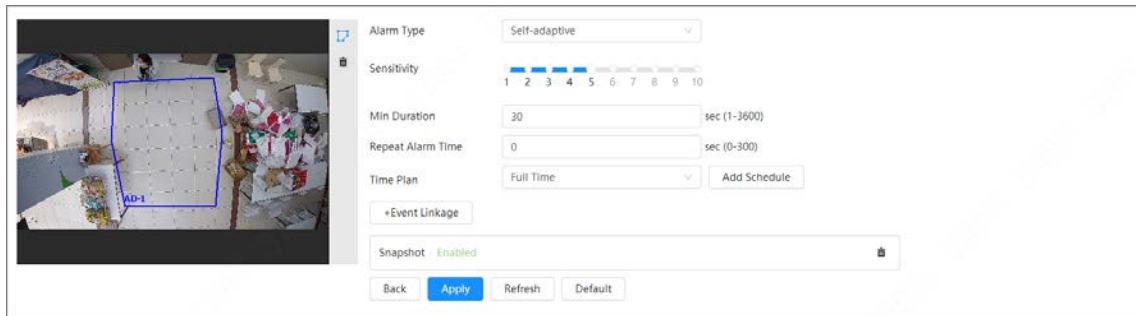 Alarm Type Self-adaptive
Sensitivity
1 2 3 4 5 6 7 8 9 10
Min Duration 30 sec (1-3600)
Repeat Alarm Time 0 sec (0-300)
Time Plan Full Time Add Schedule
AD-1
+Event Linkage
Snapshot Enabled
Back Apply Refresh Default